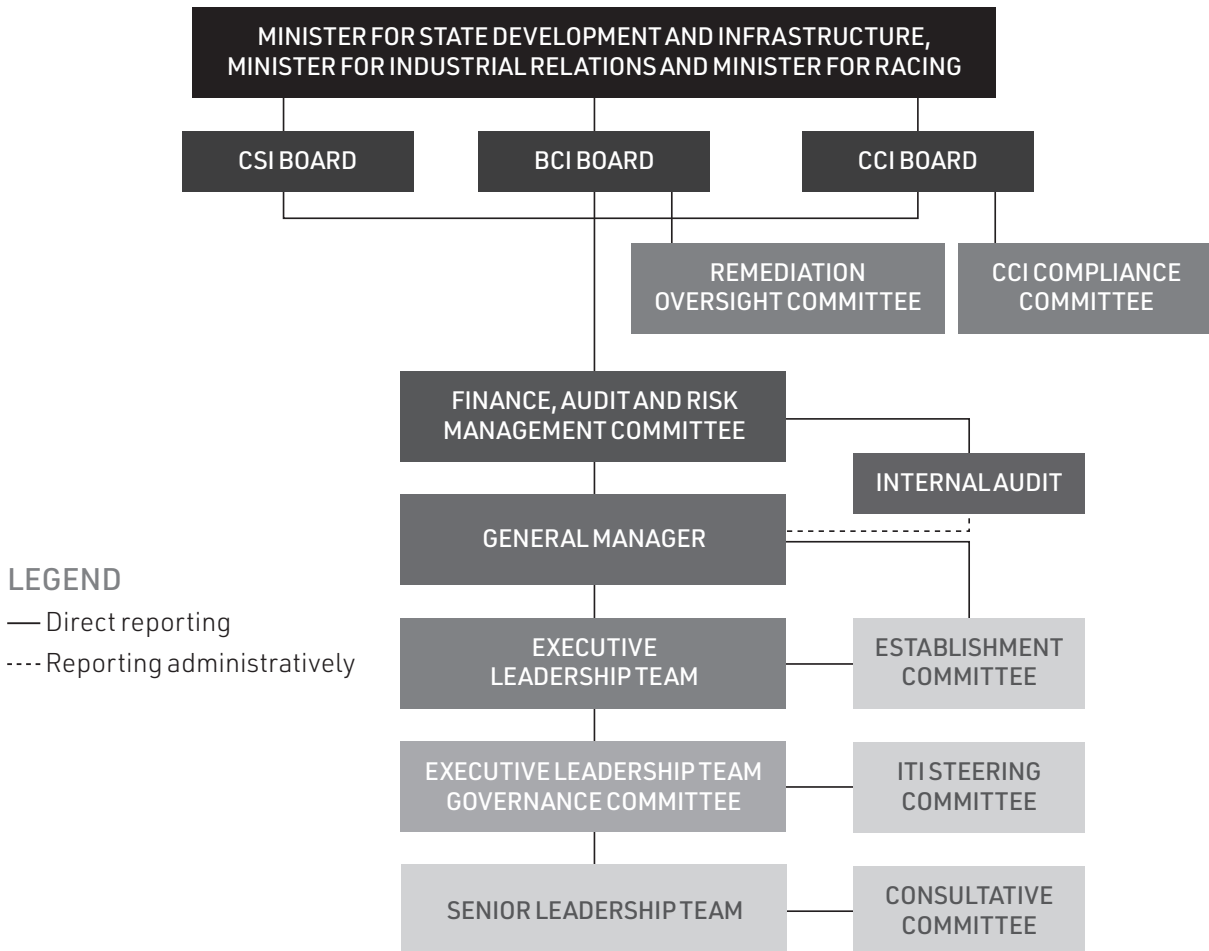 MINISTER FOR STATE DEVELOPMENT AND INFRASTRUCTURE,
MINISTER FOR INDUSTRIAL RELATIONS AND MINISTER FOR RACING
CSI BOARD
BCI BOARD
CCI BOARD
REMEDIATION
OVERSIGHT COMMITTEE
CCI COMPLIANCE
COMMITTEE
FINANCE, AUDIT AND RISK
MANAGEMENT COMMITTEE
INTERNAL AUDIT
GENERAL MANAGER
LEGEND
Direct reporting
Reporting administratively
EXECUTIVE
LEADERSHIP TEAM
ESTABLISHMENT
COMMITTEE
EXECUTIVE LEADERSHIP TEAM
GOVERNANCE COMMITTEE
ITI STEERING
COMMITTEE
SENIOR LEADERSHIP TEAM
CONSULTATIVE
COMMITTEE